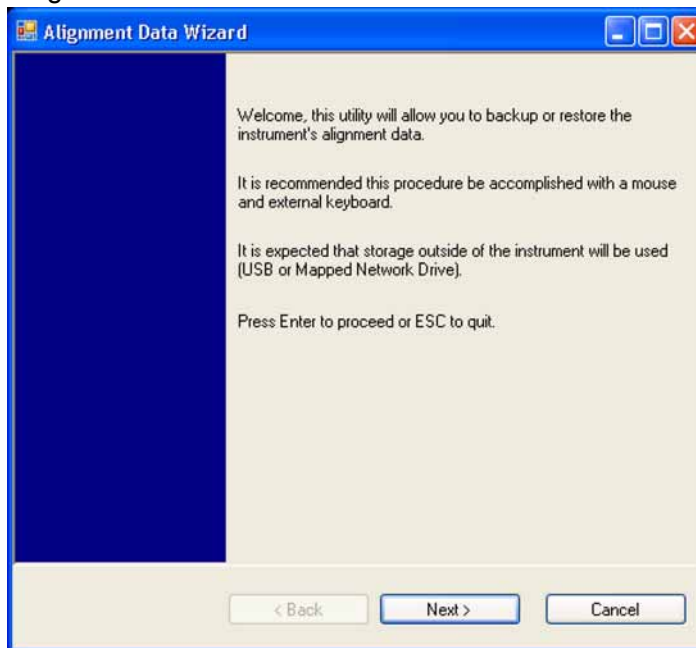 Alignment Data Wizard
Welcome, this utility will allow you to backup or restore the
instrument's alignment data.
It is recommended this procedure be accomplished with a mouse
and external keyboard.
It is expected that storage outside of the instrument will be used
(USB or Mapped Network Drive).
Press Enter to proceed or ESC to quit.
< Back
Next >
Cancel